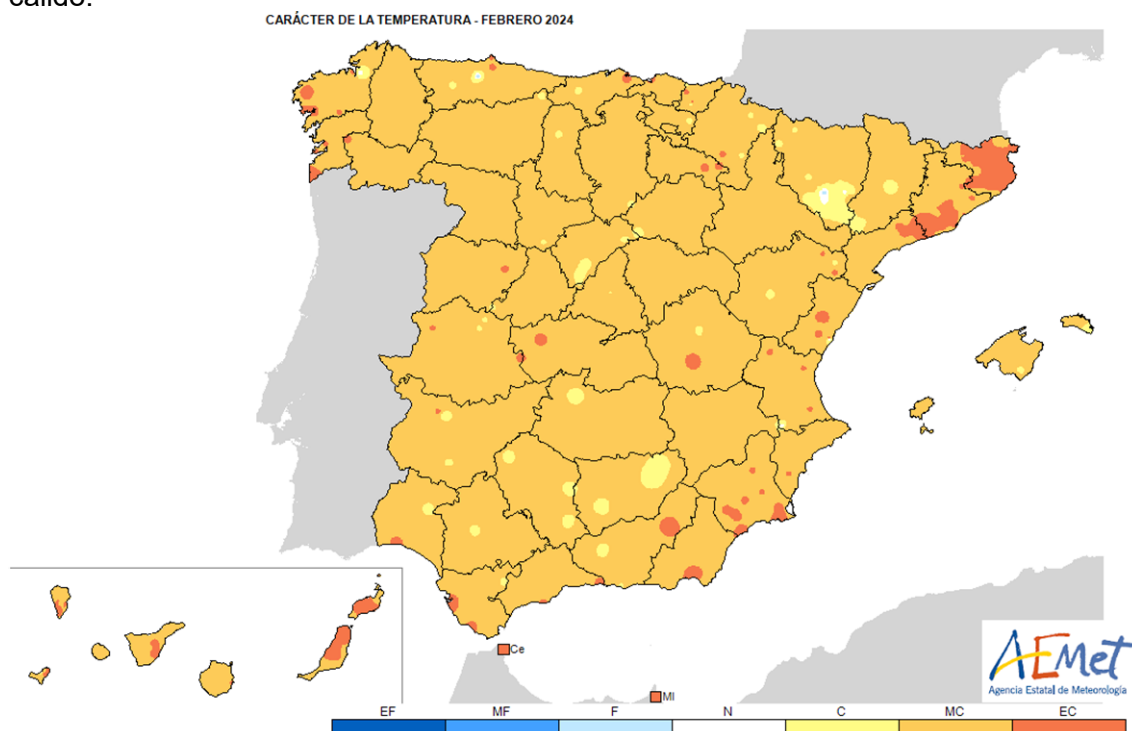 cálido.
CARÁCTER DE LA TEMPERATURA - FEBRERO 2024
Ce
Ml
AEMet
Agencia Estatal de Meteorología
EF MF F N C MC EC